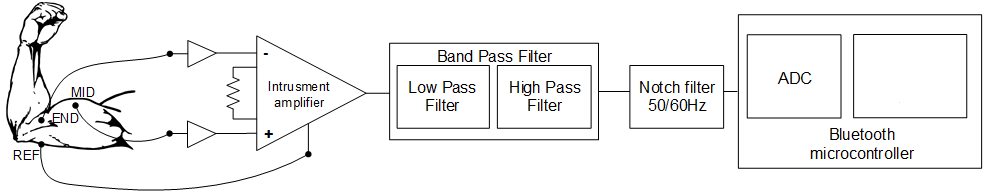 MID
END
REF
-
+
Intrusment
amplifier
Band Pass Filter
Low Pass
Filter
High Pass
Filter
Notch filter
50/60Hz
ADC
Bluetooth
microcontroller